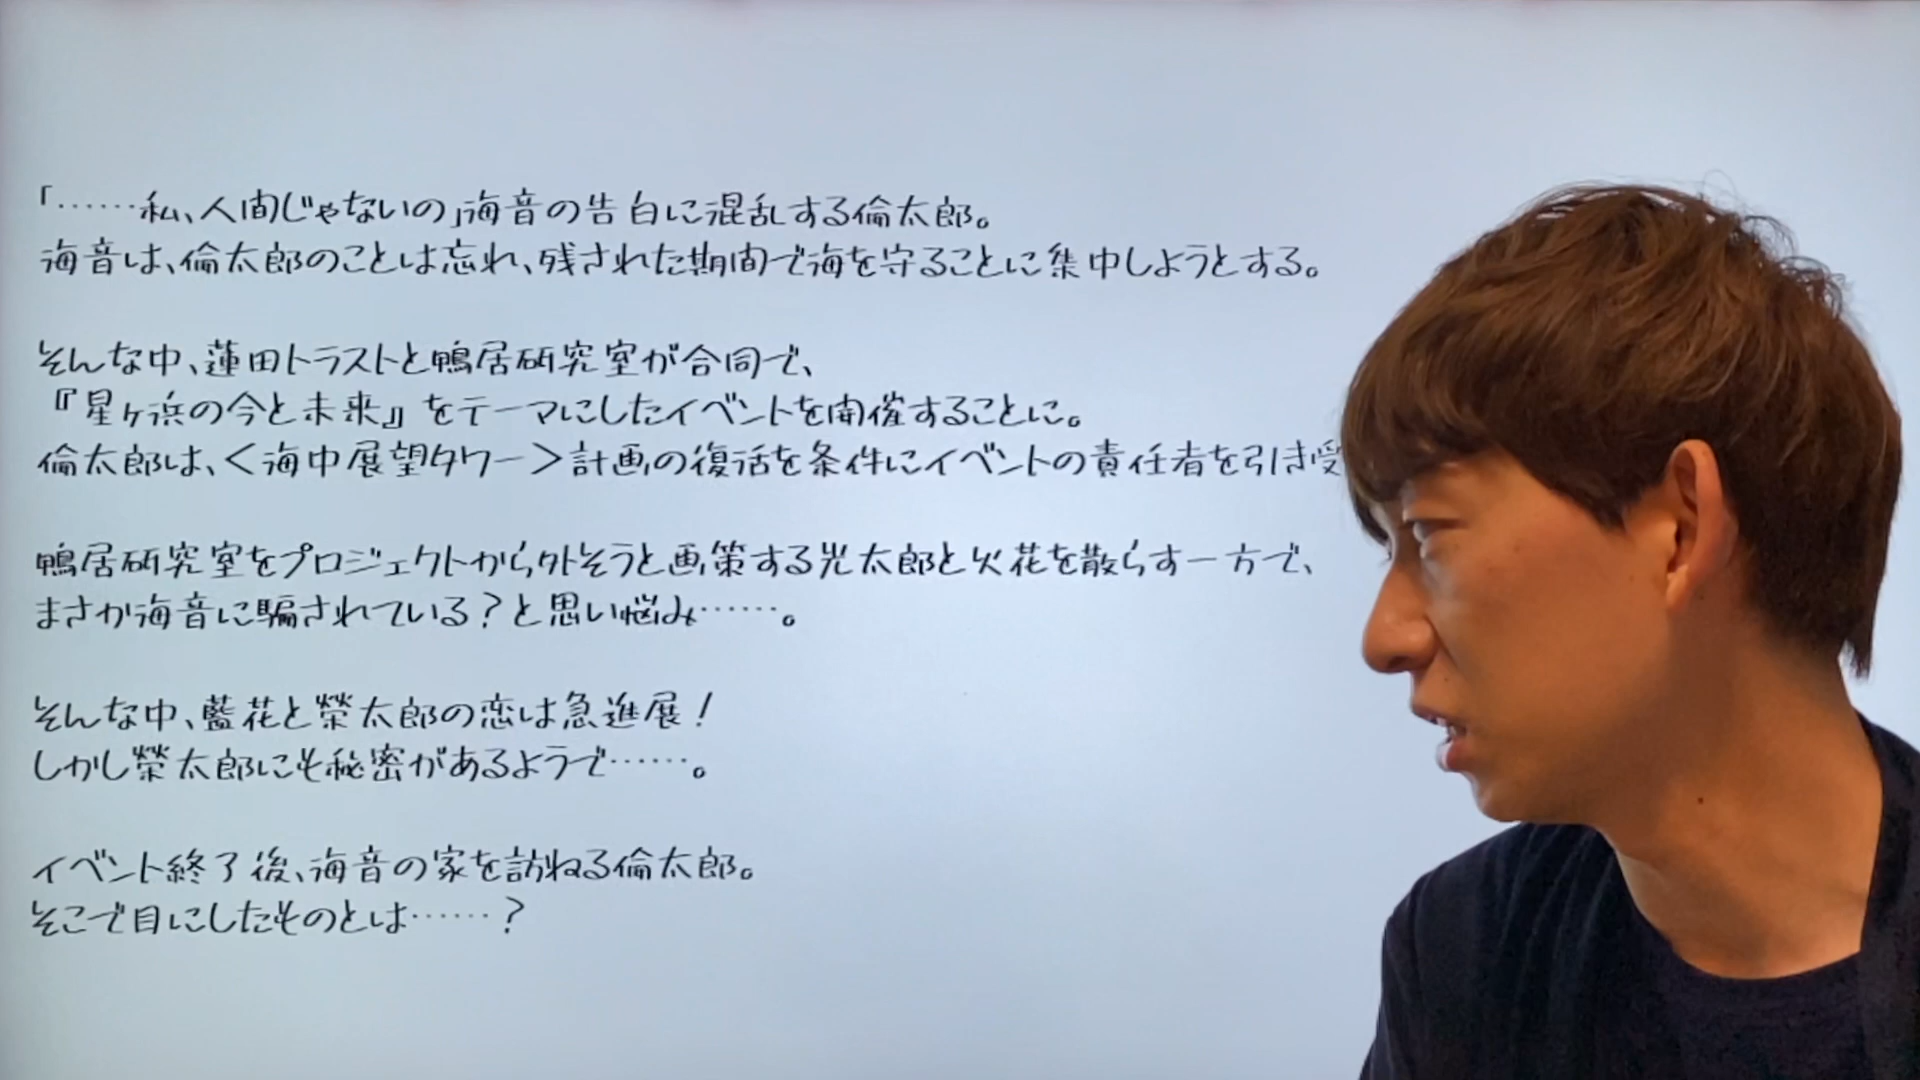 「……私、人間じゃないの」海音の告白に混乱する倫太郎。
海音は、倫太郎のことは忘れ、残された期間で海を守ることに集中しようとする。
そんな中、蓮田トラストと鴨居研究室が合同で、
『星ヶ浜の今と未来』をテーマにしたイベントを開催することに。
倫太郎は、＜海中展望タワー＞計画の復活を条件にイベントの責任者を引き受
鴨居研究室をプロジェクトから外そうと画策する光太郎と火花を散らす一方で、
まさか海音に騙されている？と思い悩み……。
そんな中、藍花と榮太郎の恋は急進展！
しかし榮太郎にも秘密があるようで……。
イベント終了後、海音の家を訪ねる倫太郎。
そこで目にしたものとは……？